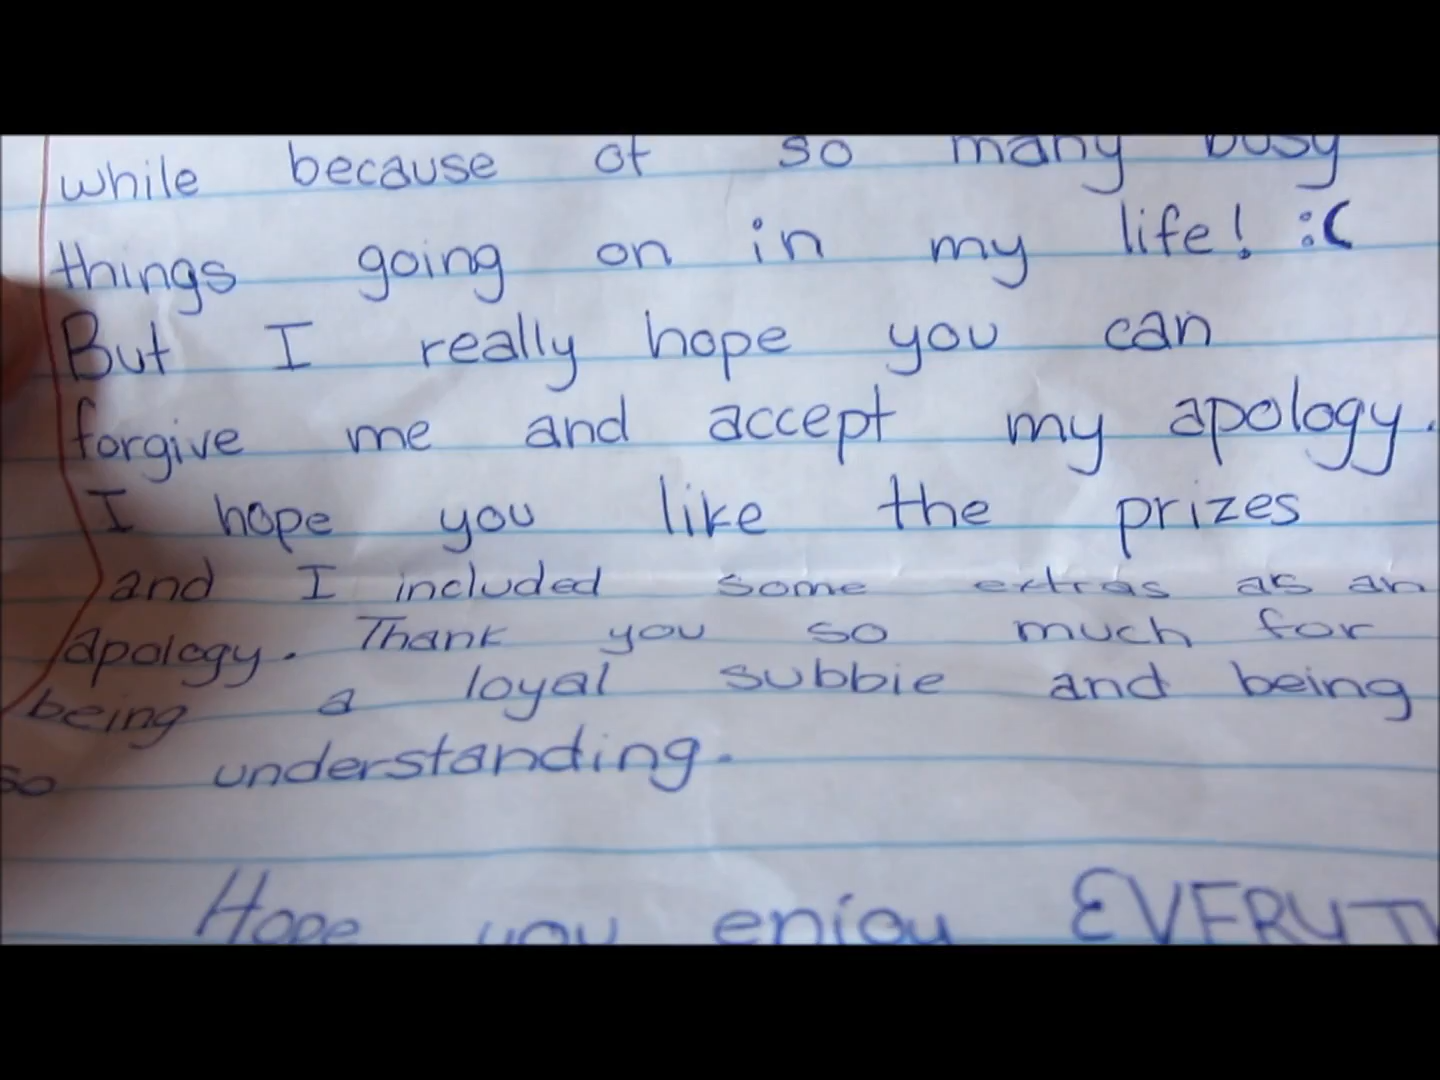 while because of so many busy
things going on in my life! :(
But I really hope you can
forgive me and accept my apology.
I hope you like the prizes
and I included some extras as an
apology. Thank you so much for
being a loyal subbie and being
so understanding.
Hope you enjoy